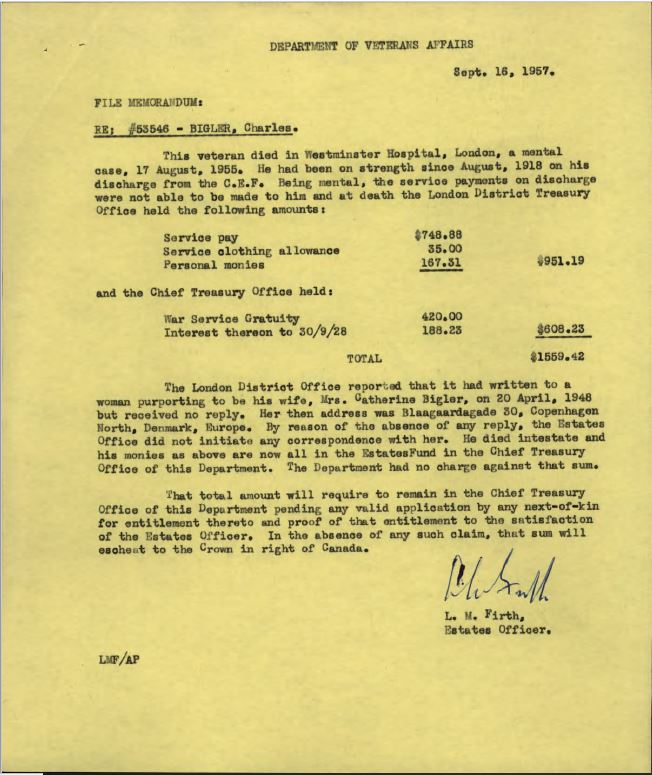 DEPARTMENT OF VETERANS AFFAIRS
Sept. 16, 1957.
FILE MEMORANDUM:
RE; #53546 - BIGLER, Charles.
This veteran died in Westminster Hospital, London, a mental
case, 17 August, 1955. He had been on strength since August, 1918 on his
discharge from the C.E.F. Being mental, the service payments on discharge
were not able to be made to him and at death the London District Treasury
Office held the following amounts:
Service pay $748.88
Service clothing allowance 35.00
Personal monies 167.31 $951.19
and the Chief Treasury Office held:
War Service Gratuity 420.00
Interest thereon to 30/9/28 188.23 $608.23
TOTAL $1559.42
The London District Office reported that it had written to a
woman purporting to be his wife, Mrs. Catherine Bigler, on 20 April, 1948
but received no reply. Her then address was Blaagaardagade 30, Copenhagen
North, Denmark, Europe. By reason of the absence of any reply, the Estates
Office did not initiate any correspondence with her. He died intestate and
his monies as above are now all in the EstatesFund in the Chief Treasury
Office of this Department. The Department had no charge against that sum.
That total amount will require to remain in the Chief Treasury
Office of this Department pending any valid application by any next-of-kin
for entitlement thereto and proof of that entitlement to the satisfaction
of the Estates Officer. In the absence of any such claim, that sum will
escheat to the Crown in right of Canada.
L. M. Firth,
Estates Officer.
LMF/AP